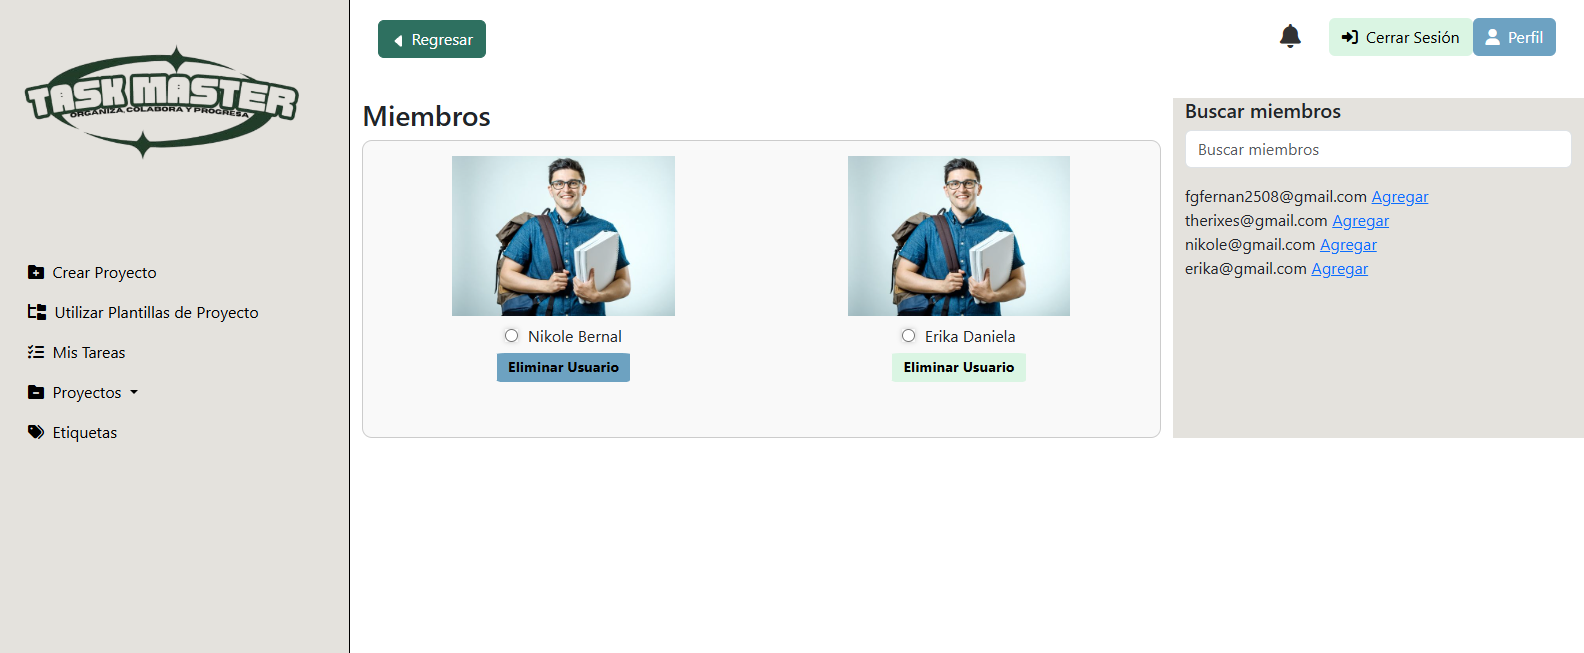 TASK MASTER
ORGANIZA, COLABORA Y PROGRESA
Crear Proyecto
Utilizar Plantillas de Proyecto
Mis Tareas
Proyectos
Etiquetas
Regresar
Cerrar Sesión
Perfil
Miembros
Nikole Bernal
Eliminar Usuario
Erika Daniela
Eliminar Usuario
Buscar miembros
Buscar miembros
fgfernan2508@gmail.com Agregar
therixes@gmail.com Agregar
nikole@gmail.com Agregar
erika@gmail.com Agregar